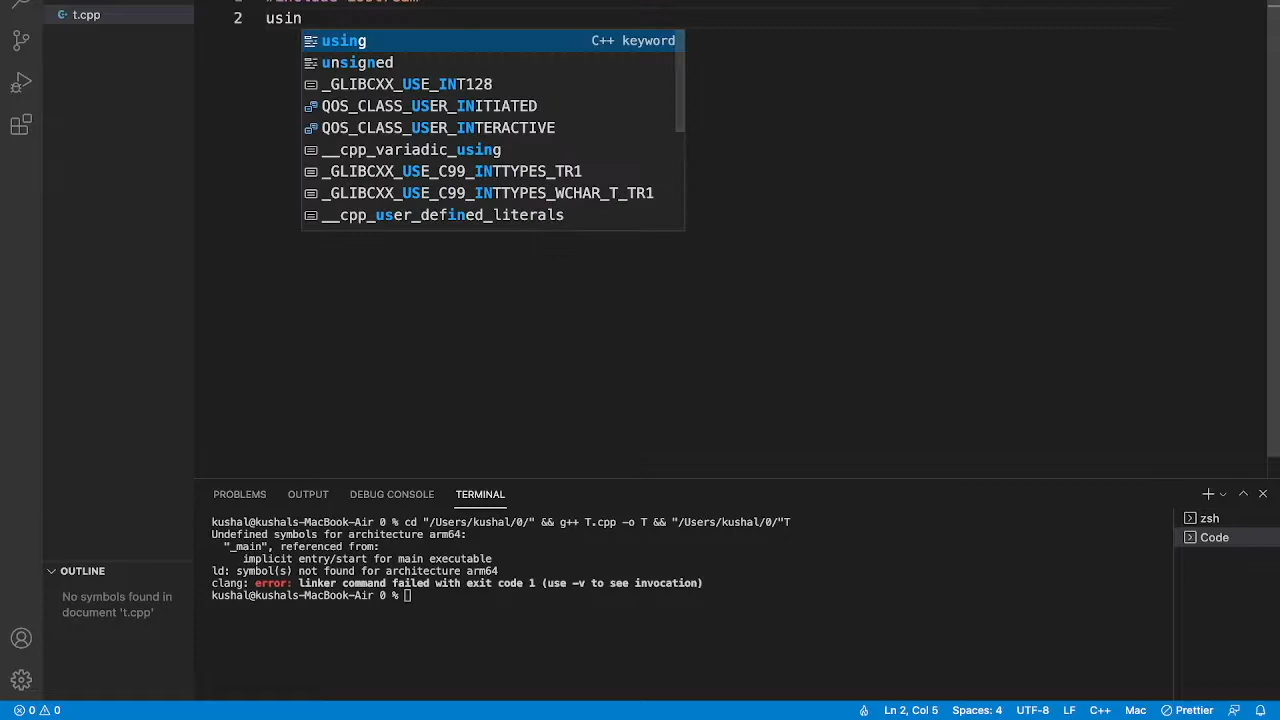 t.cpp
2 usin
using C++ keyword
unsigned
_GLIBCXX_USE_INT128
QOS_CLASS_USER_INITIATED
QOS_CLASS_USER_INTERACTIVE
__cpp_variadic_using
_GLIBCXX_USE_C99_INTTYPES_TR1
_GLIBCXX_USE_C99_INTTYPES_WCHAR_T_TR1
__cpp_user_defined_literals
PROBLEMS OUTPUT DEBUG CONSOLE TERMINAL
kushal@kushals-MacBook-Air 0 % cd "/Users/kushal/0/" && g++ T.cpp -o T && "/Users/kushal/0/"T
Undefined symbols for architecture arm64:
"_main", referenced from:
implicit entry/start for main executable
ld: symbol(s) not found for architecture arm64
clang: error: linker command failed with exit code 1 (use -v to see invocation)
kushal@kushals-MacBook-Air 0 %
zsh
Code
OUTLINE
No symbols found in
document 't.cpp'
0 0 Ln 2, Col 5 Spaces: 4 UTF-8 LF C++ Mac Prettier